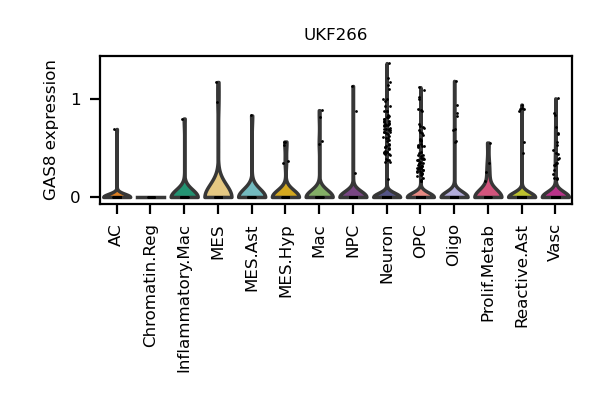 UKF266
GAS8 expression
1
0
AC
Chromatin.Reg
Inflammatory.Mac
MES
MES.Ast
MES.Hyp
Mac
NPC
Neuron
OPC
Oligo
Prolif.Metab
Reactive.Ast
Vasc